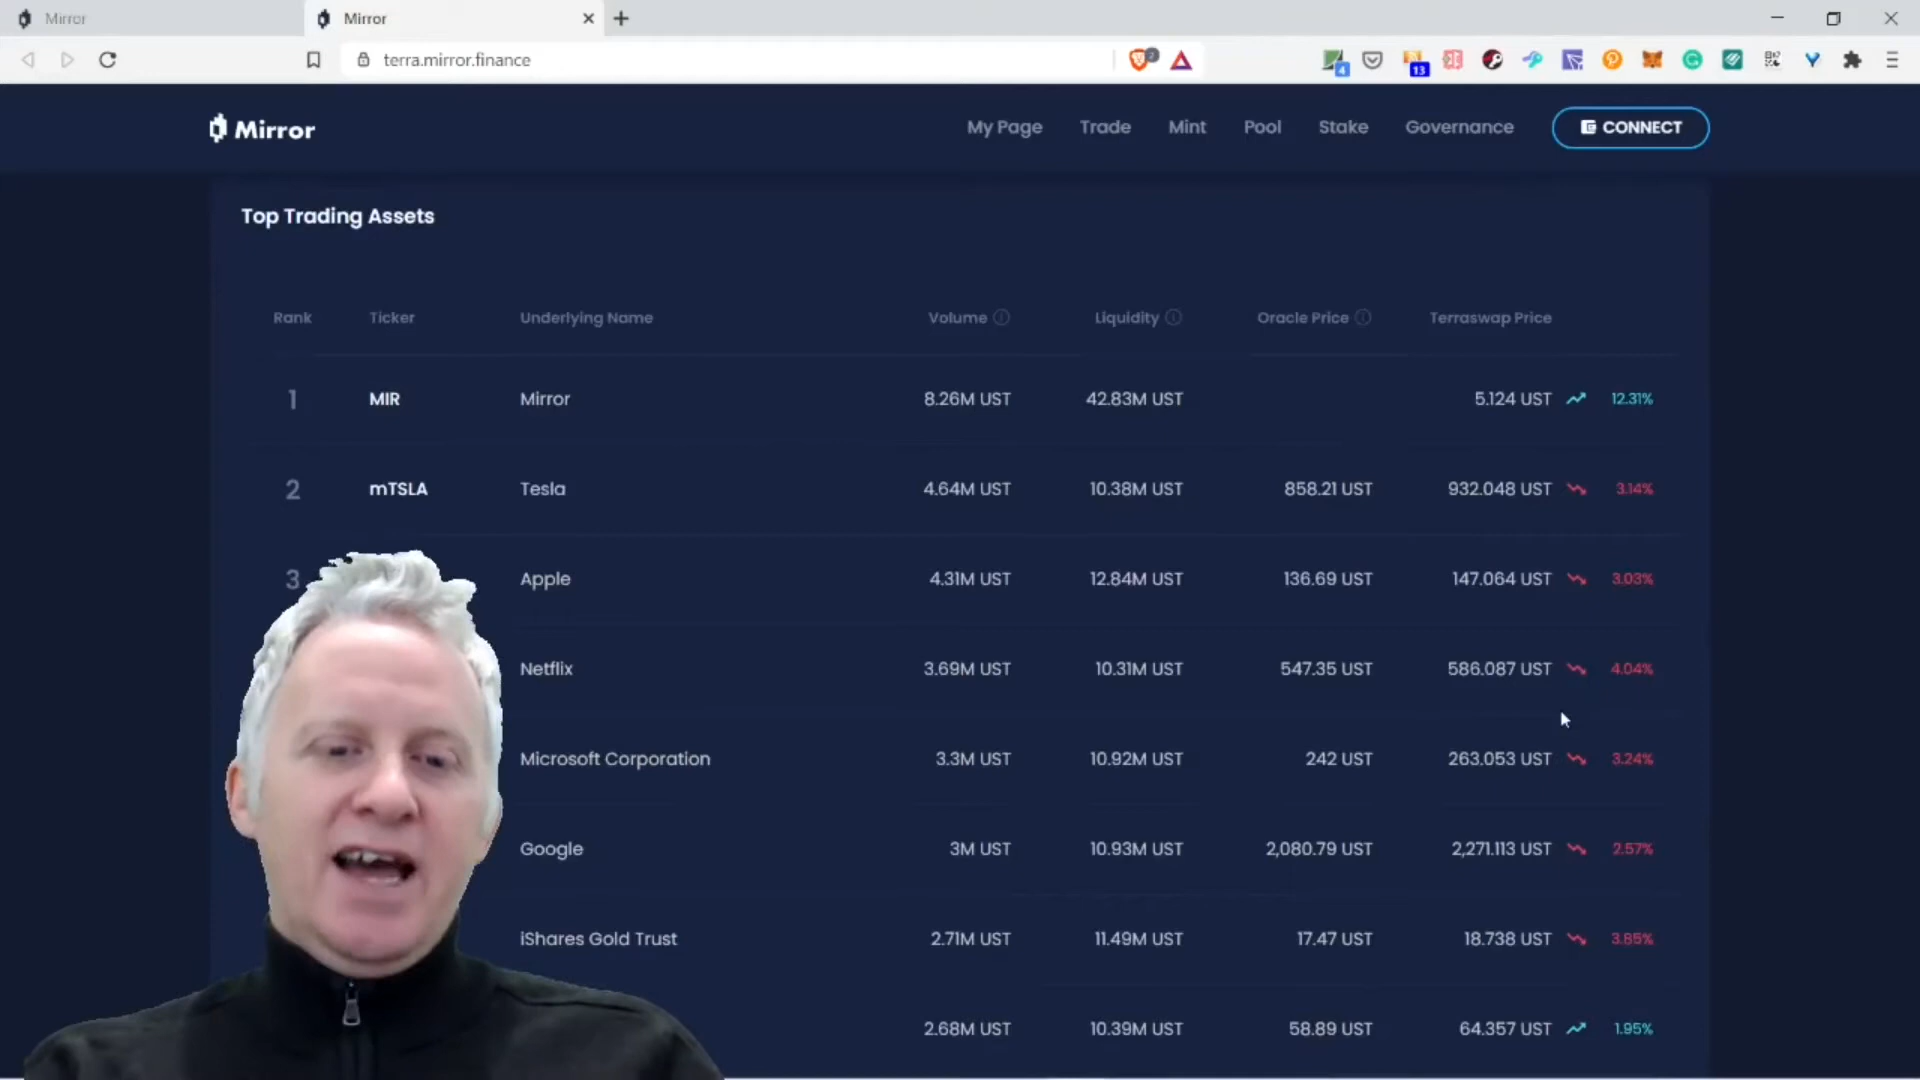 Mirror
Mirror
terra.mirror.finance
2
4
13
Mirror
My Page
Trade
Mint
Pool
Stake
Governance
CONNECT
Top Trading Assets
Rank Ticker Underlying Name Volume Liquidity Oracle Price Terraswap Price
1 MIR Mirror 8.26M UST 42.83M UST 5.124 UST 12.31%
2 mTSLA Tesla 4.64M UST 10.38M UST 858.21 UST 932.048 UST 3.14%
3 Apple 4.31M UST 12.84M UST 136.69 UST 147.064 UST 3.03%
Netflix 3.69M UST 10.31M UST 547.35 UST 586.087 UST 4.04%
Microsoft Corporation 3.3M UST 10.92M UST 242 UST 263.053 UST 3.24%
Google 3M UST 10.93M UST 2,080.79 UST 2,271.113 UST 2.57%
iShares Gold Trust 2.71M UST 11.49M UST 17.47 UST 18.738 UST 3.85%
2.68M UST 10.39M UST 58.89 UST 64.357 UST 1.95%